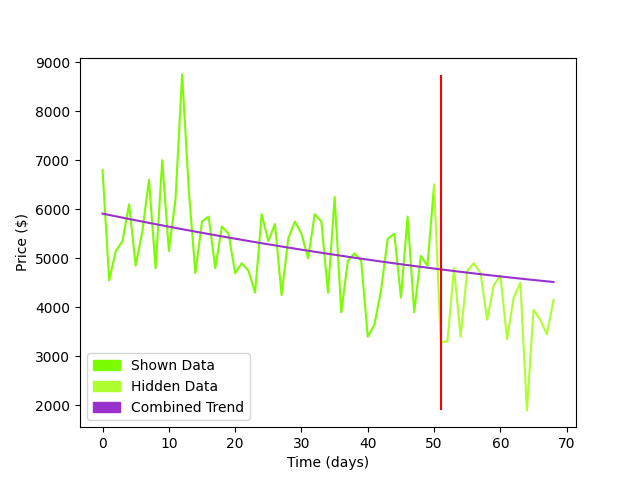 9000
8000
7000
6000
5000
4000
3000
2000
Price ($)
Shown Data
Hidden Data
Combined Trend
0 10 20 30 40 50 60 70
Time (days)